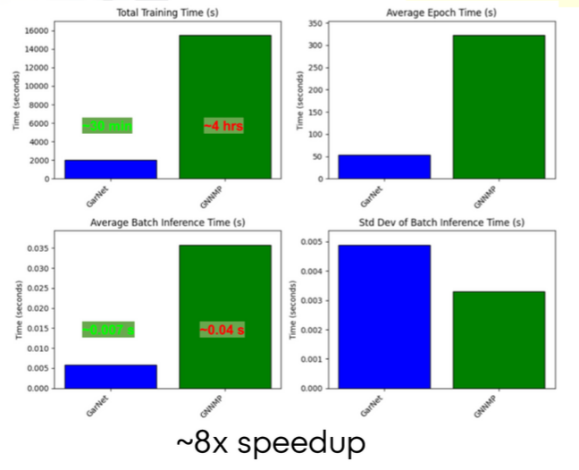 Total Training Time (s)
Time (seconds)
16000
14000
12000
10000
8000
6000
4000
2000
0
~30 min
~4 hrs
GarNet
GNNMP
Average Epoch Time (s)
Time (seconds)
350
300
250
200
150
100
50
0
GarNet
GNNMP
Average Batch Inference Time (s)
Time (seconds)
0.035
0.030
0.025
0.020
0.015
0.010
0.005
0.000
~0.007 s
~0.04 s
GarNet
GNNMP
Std Dev of Batch Inference Time (s)
Time (seconds)
0.005
0.004
0.003
0.002
0.001
0.000
GarNet
GNNMP
~8x speedup